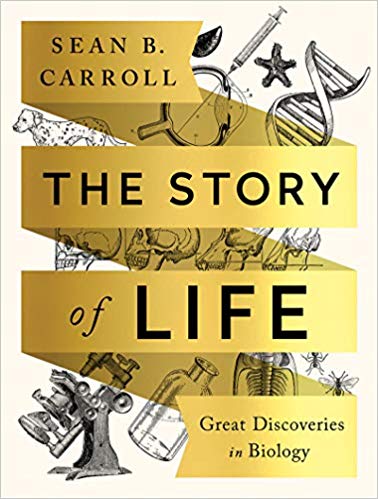 SEAN B.
CARROLL
THE STORY
of LIFE
Great Discoveries
in Biology